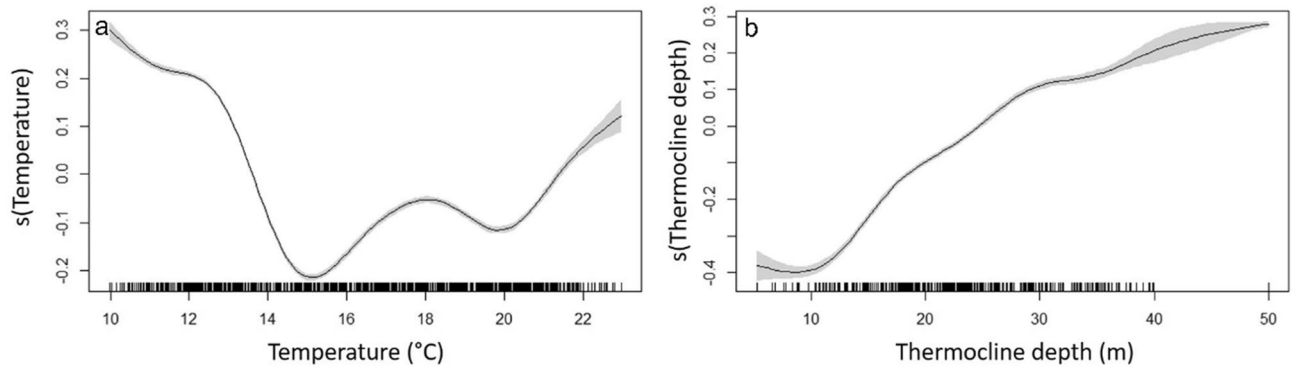 a
s(Temperature)
0.3
0.2
0.1
0.0
-0.1
-0.2
10 12 14 16 18 20 22
Temperature (°C)
b
s(Thermocline depth)
0.3
0.2
0.1
0.0
-0.2
-0.4
10 20 30 40 50
Thermocline depth (m)